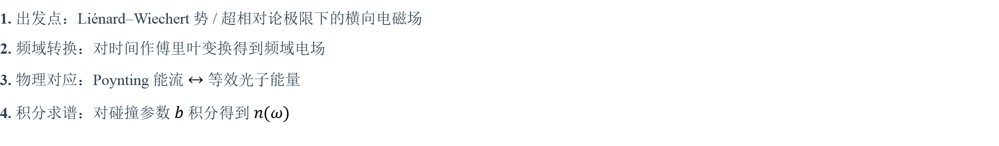 1. 出发点：Liénard–Wiechert 势 / 超相对论极限下的横向电磁场
2. 频域转换：对时间作傅里叶变换得到频域电场
3. 物理对应：Poynting 能流 ↔ 等效光子能量
4. 积分求谱：对碰撞参数 b 积分得到 n(ω)